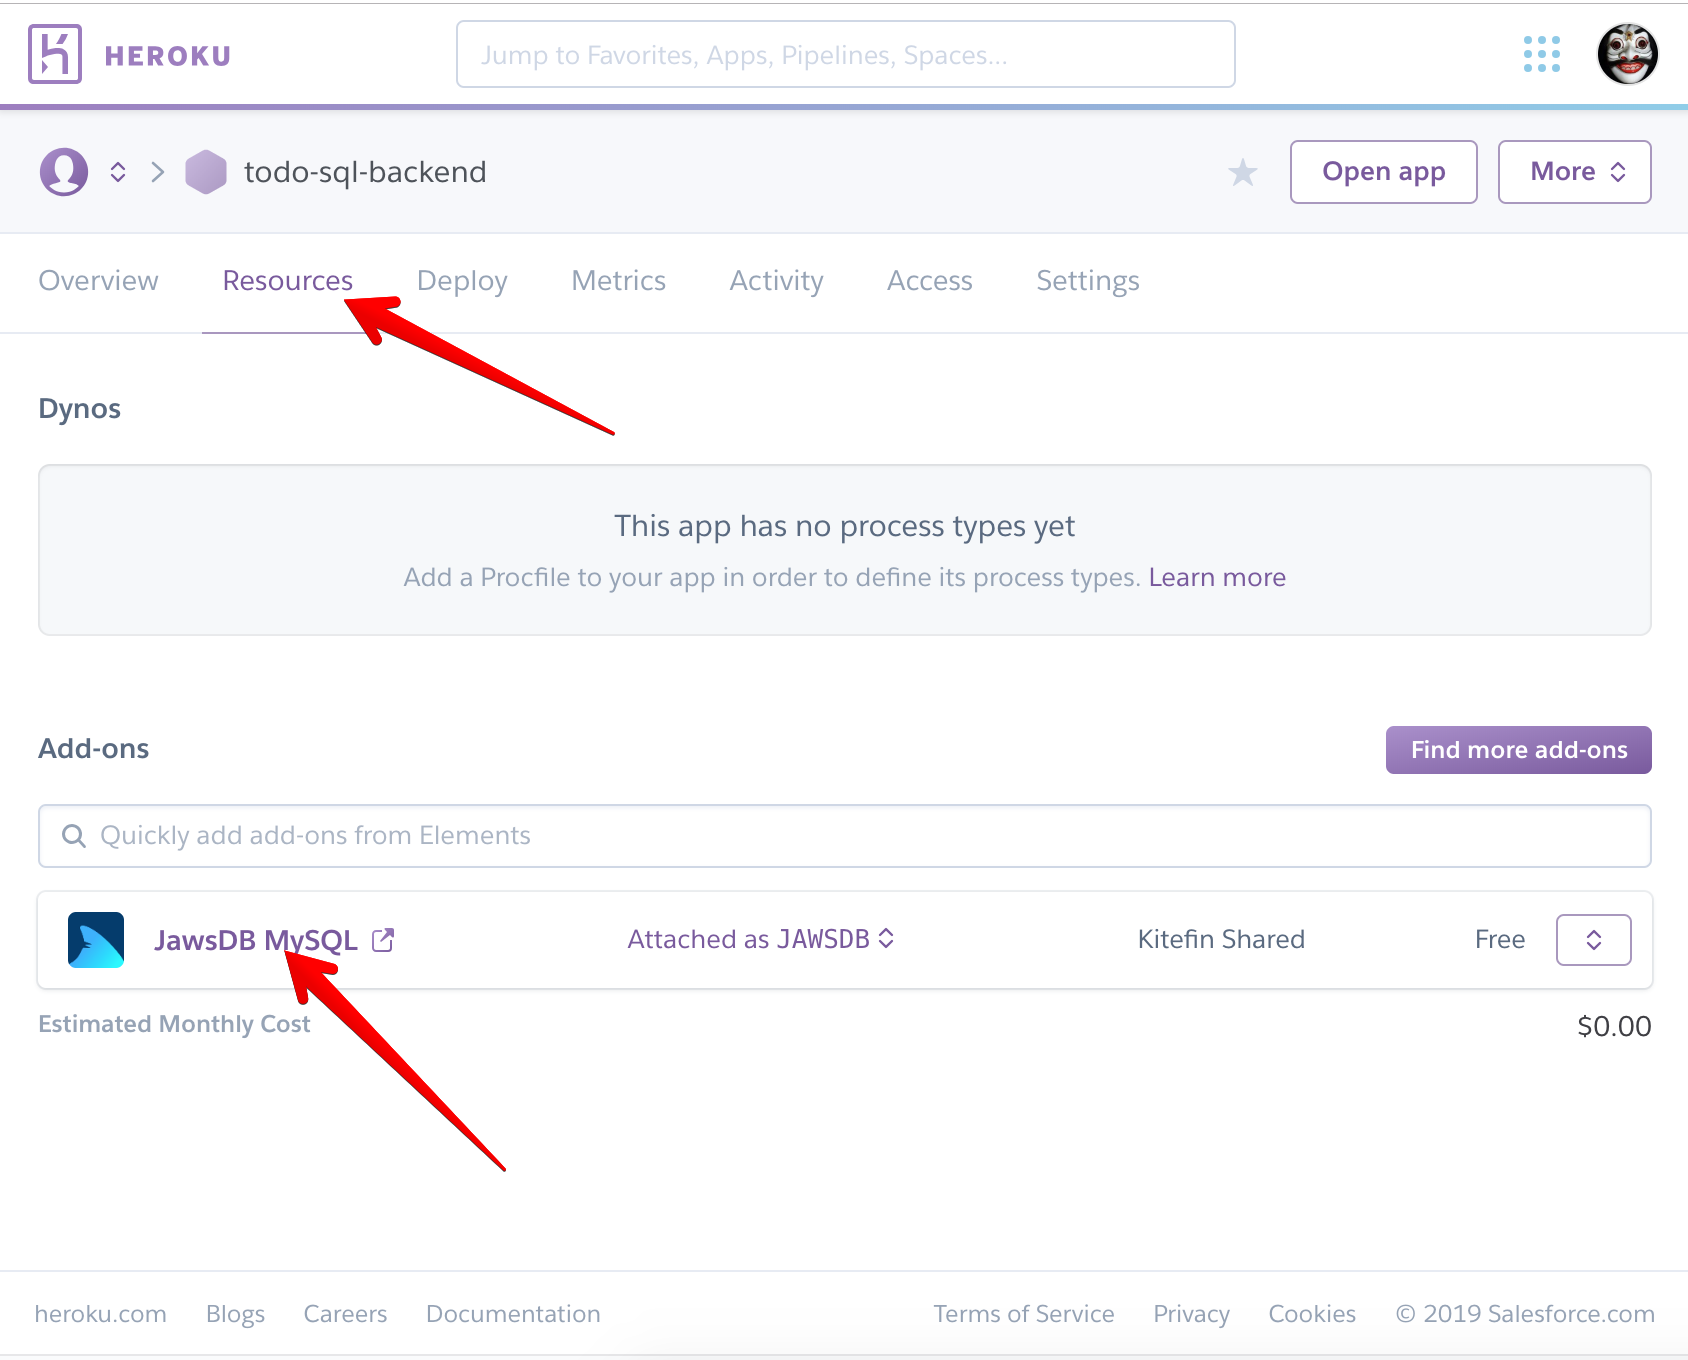 HEROKU
Jump to Favorites, Apps, Pipelines, Spaces...
todo-sql-backend
Open app
More
Overview Resources Deploy Metrics Activity Access Settings
Dynos
This app has no process types yet
Add a Procfile to your app in order to define its process types. Learn more
Add-ons
Find more add-ons
Quickly add add-ons from Elements
JawsDB MySQL Attached as JAWSDB Kitefin Shared Free
Estimated Monthly Cost $0.00
heroku.com Blogs Careers Documentation Terms of Service Privacy Cookies © 2019 Salesforce.com